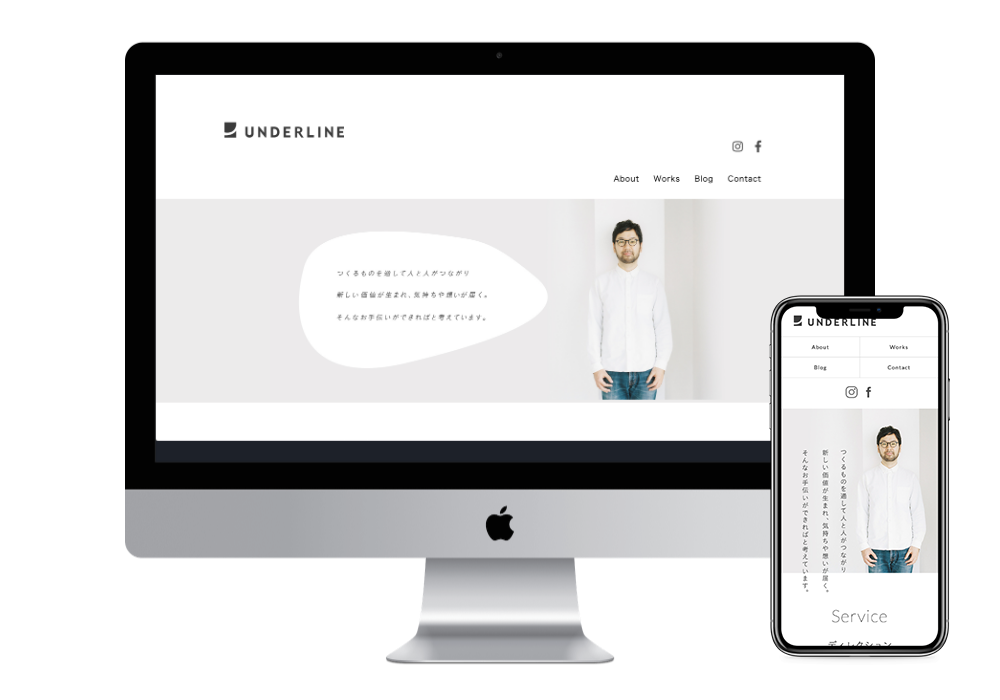 UNDERLINE
About Works Blog Contact
つくるものを通して人と人がつながり
新しい価値が生まれ、気持ちや想いが届く。
そんなお手伝いができればと考えています。
UNDERLINE
About Works
Blog Contact
つくるものを通して人と人がつながり
新しい価値が生まれ、気持ちや想いが届く。
そんなお手伝いができればと考えています。
Service
ディレクション